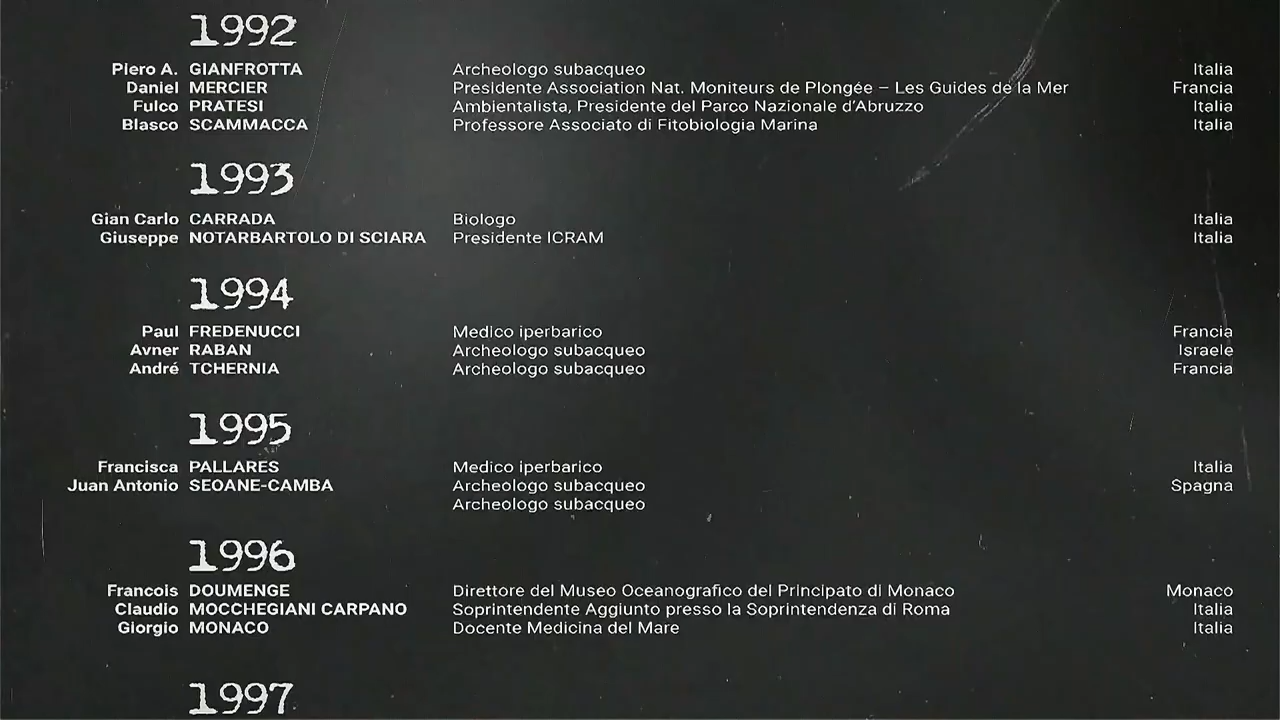 1992
Piero A. GIANFROTTA Archeologo subacqueo Italia
Daniel MERCIER Presidente Association Nat. Moniteurs de Plongée – Les Guides de la Mer Francia
Fulco PRATESI Ambientalista, Presidente del Parco Nazionale d'Abruzzo Italia
Blasco SCAMMACCA Professore Associato di Fitobiologia Marina Italia
1993
Gian Carlo CARRADA Biologo Italia
Giuseppe NOTARBARTOLO DI SCIARA Presidente ICRAM Italia
1994
Paul FREDENUCCI Medico iperbarico Francia
Avner RABAN Archeologo subacqueo Israele
André TCHERNIA Archeologo subacqueo Francia
1995
Francisca PALLARES Medico iperbarico Italia
Juan Antonio SEOANE-CAMBA Archeologo subacqueo Spagna
Archeologo subacqueo
1996
Francois DOUMENGE Direttore del Museo Oceanografico del Principato di Monaco Monaco
Claudio MOCCHEGIANI CARPANO Soprintendente Aggiunto presso la Soprintendenza di Roma Italia
Giorgio MONACO Docente Medicina del Mare Italia
1997